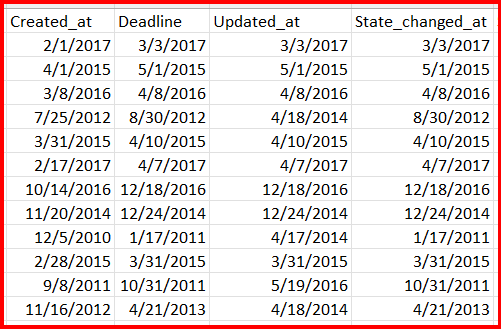 Created_at Deadline Updated_at State_changed_at
2/1/2017 3/3/2017 3/3/2017 3/3/2017
4/1/2015 5/1/2015 5/1/2015 5/1/2015
3/8/2016 4/8/2016 4/8/2016 4/8/2016
7/25/2012 8/30/2012 4/18/2014 8/30/2012
3/31/2015 4/10/2015 4/10/2015 4/10/2015
2/17/2017 4/7/2017 4/7/2017 4/7/2017
10/14/2016 12/18/2016 12/18/2016 12/18/2016
11/20/2014 12/24/2014 12/24/2014 12/24/2014
12/5/2010 1/17/2011 4/17/2014 1/17/2011
2/28/2015 3/31/2015 3/31/2015 3/31/2015
9/8/2011 10/31/2011 5/19/2016 10/31/2011
11/16/2012 4/21/2013 4/18/2014 4/21/2013